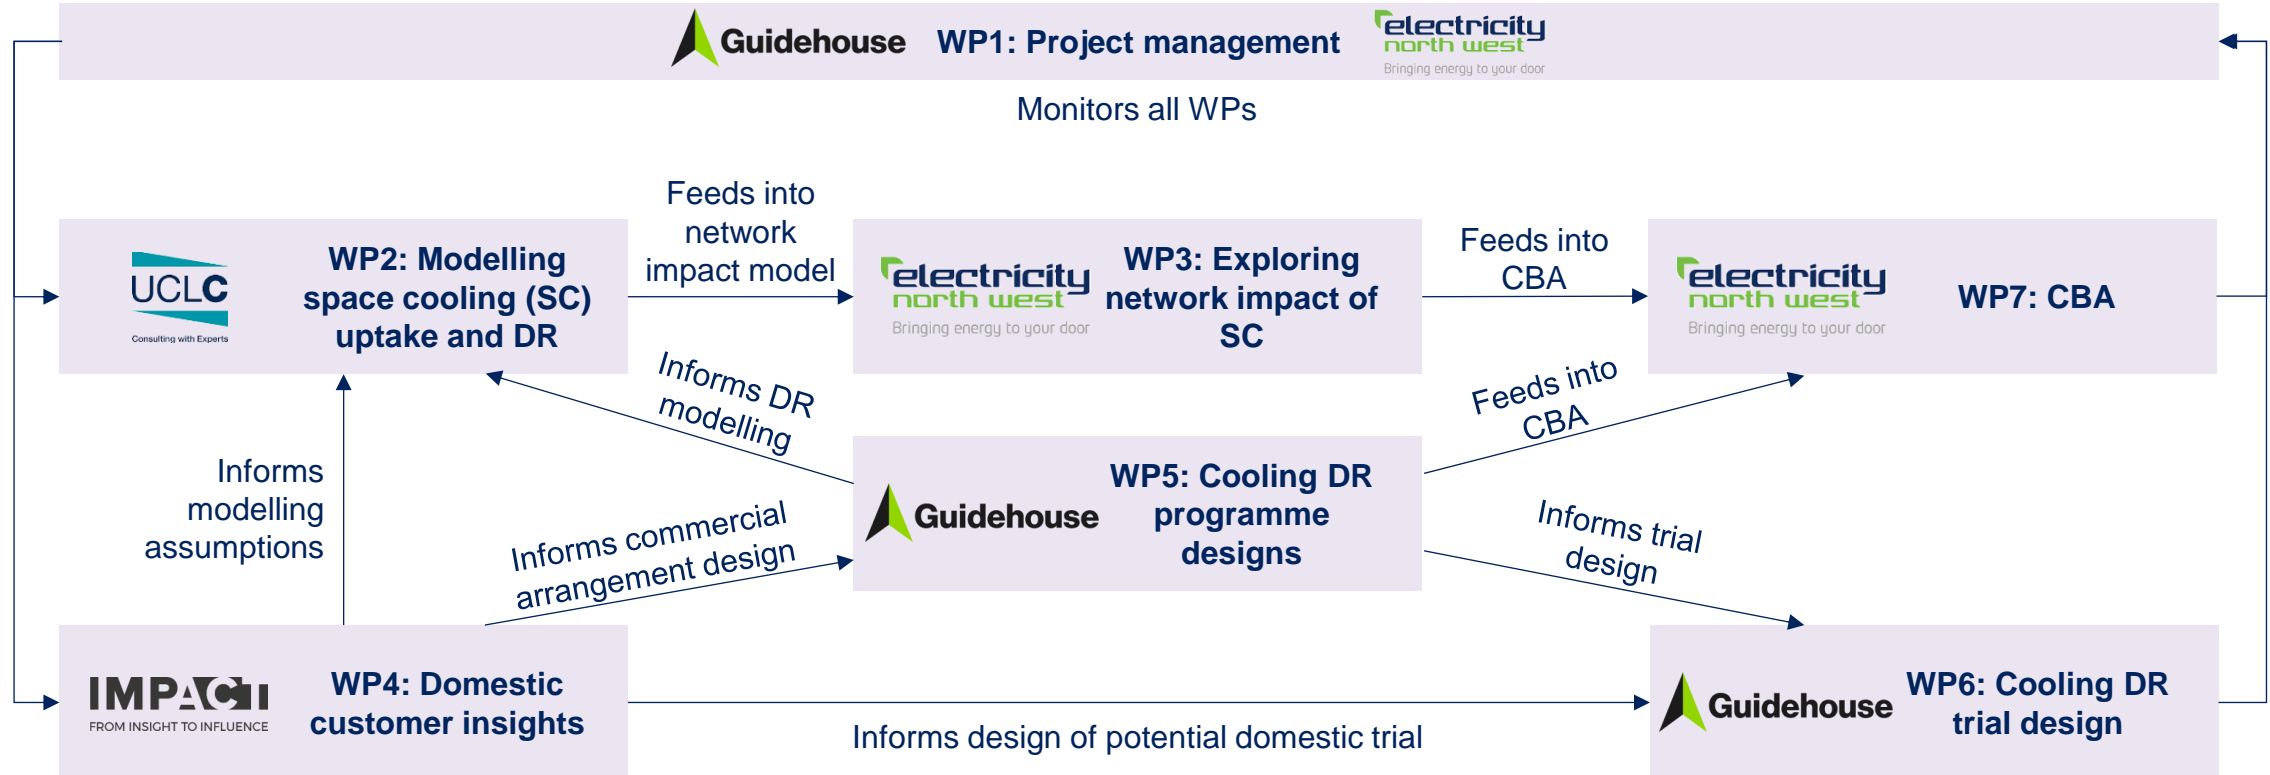 Guidehouse
WP1: Project management
electricity
north west
Bringing energy to your door
Monitors all WPs
UCLC
Consulting with Experts
WP2: Modelling
space cooling (SC)
uptake and DR
Feeds into
network
impact model
electricity
north west
Bringing energy to your door
WP3: Exploring
network impact of
SC
Feeds into
CBA
electricity
north west
Bringing energy to your door
WP7: CBA
Informs DR
modelling
Feeds into
CBA
Informs
modelling
assumptions
Informs commercial
arrangement design
Guidehouse
WP5: Cooling DR
programme
designs
Informs trial
design
IMPACT
FROM INSIGHT TO INFLUENCE
WP4: Domestic
customer insights
Informs design of potential domestic trial
Guidehouse
WP6: Cooling DR
trial design